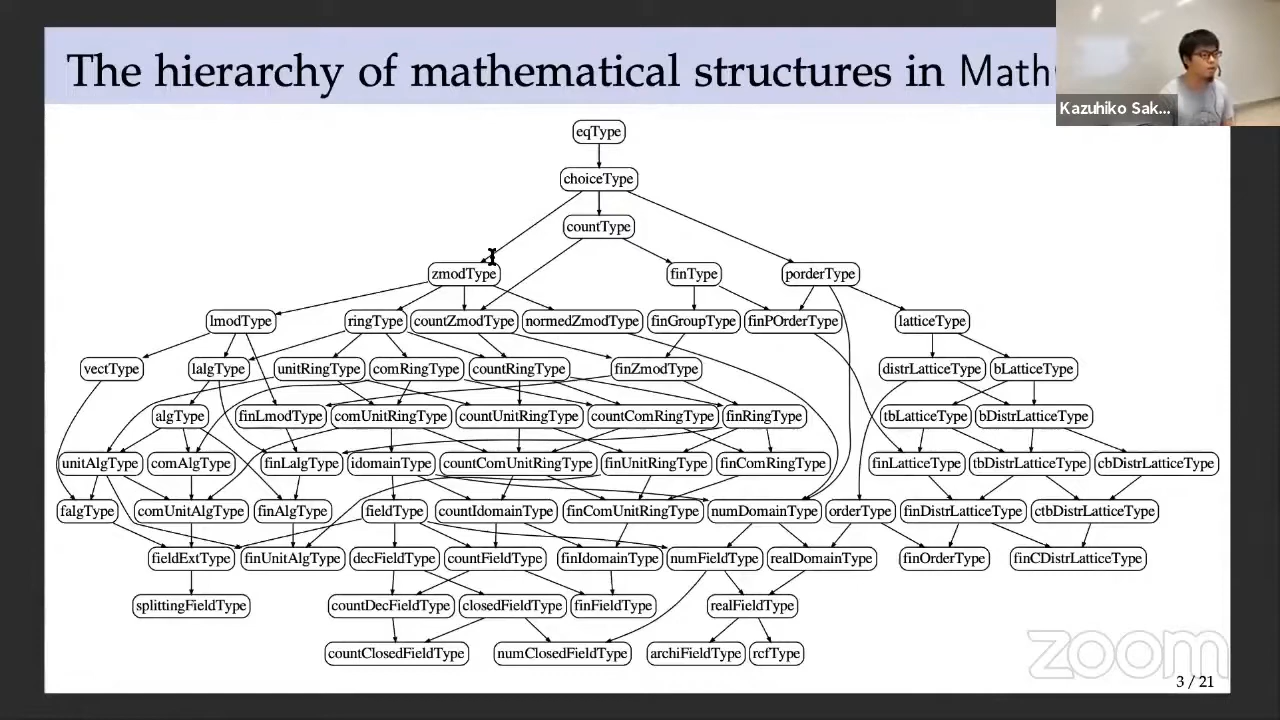 The hierarchy of mathematical structures in Math
Kazuhiko Sak...
eqType
choiceType
countType
zmodType finType porderType
lmodType ringType countZmodType normedZmodType finGroupType finPOrderType latticeType
vectType lalgType unitRingType comRingType countRingType finZmodType distrLatticeType bLatticeType
algType finLmodType comUnitRingType countUnitRingType countComRingType finRingType tbLatticeType bDistrLatticeType
unitAlgType comAlgType finLalgType idomainType countComUnitRingType finUnitRingType finComRingType finLatticeType tbDistrLatticeType cbDistrLatticeType
falgType comUnitAlgType finAlgType fieldType countIdomainType finComUnitRingType numDomainType orderType finDistrLatticeType ctbDistrLatticeType
fieldExtType finUnitAlgType decFieldType countFieldType finIdomainType numFieldType realDomainType finOrderType finCDistrLatticeType
splittingFieldType countDecFieldType closedFieldType finFieldType realFieldType
countClosedFieldType numClosedFieldType archiFieldType rcfType
zoom
3 / 21